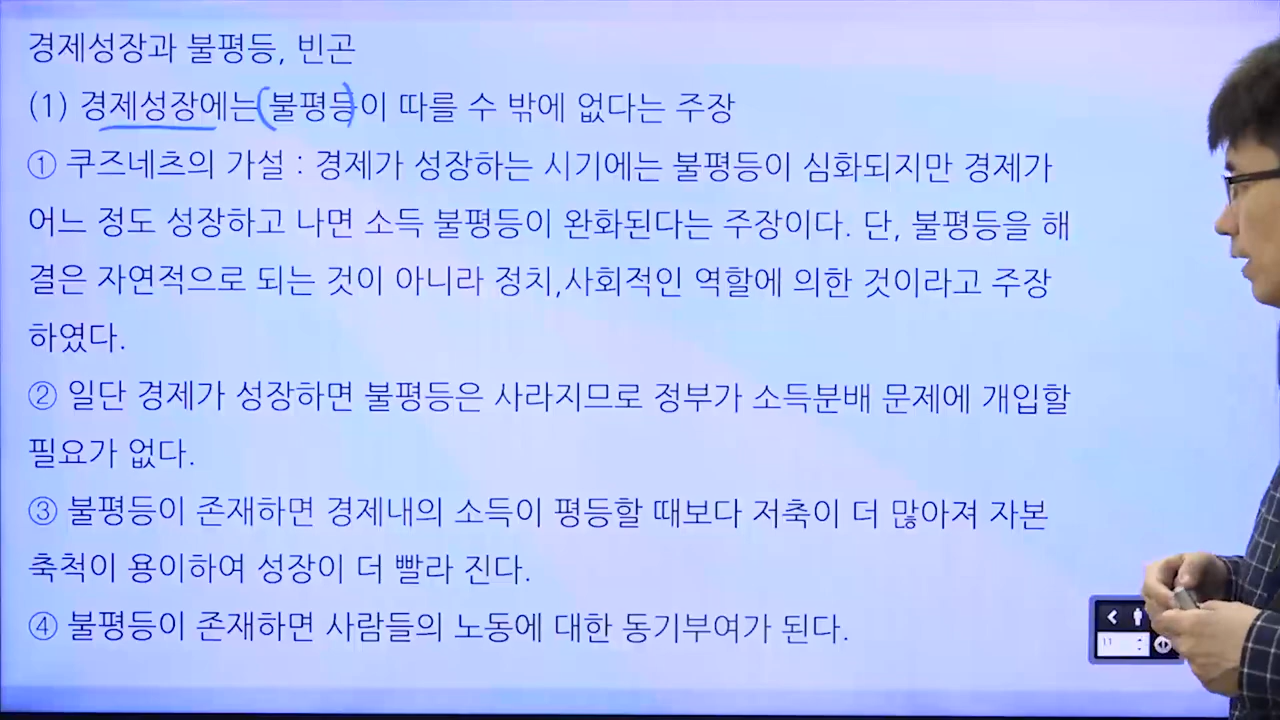 경제성장과 불평등, 빈곤
(1) 경제성장에는 불평등이 따를 수 밖에 없다는 주장
① 쿠즈네츠의 가설 : 경제가 성장하는 시기에는 불평등이 심화되지만 경제가
어느 정도 성장하고 나면 소득 불평등이 완화된다는 주장이다. 단, 불평등을 해
결은 자연적으로 되는 것이 아니라 정치,사회적인 역할에 의한 것이라고 주장
하였다.
② 일단 경제가 성장하면 불평등은 사라지므로 정부가 소득분배 문제에 개입할
필요가 없다.
③ 불평등이 존재하면 경제내의 소득이 평등할 때보다 저축이 더 많아져 자본
축척이 용이하여 성장이 더 빨라 진다.
④ 불평등이 존재하면 사람들의 노동에 대한 동기부여가 된다.
11